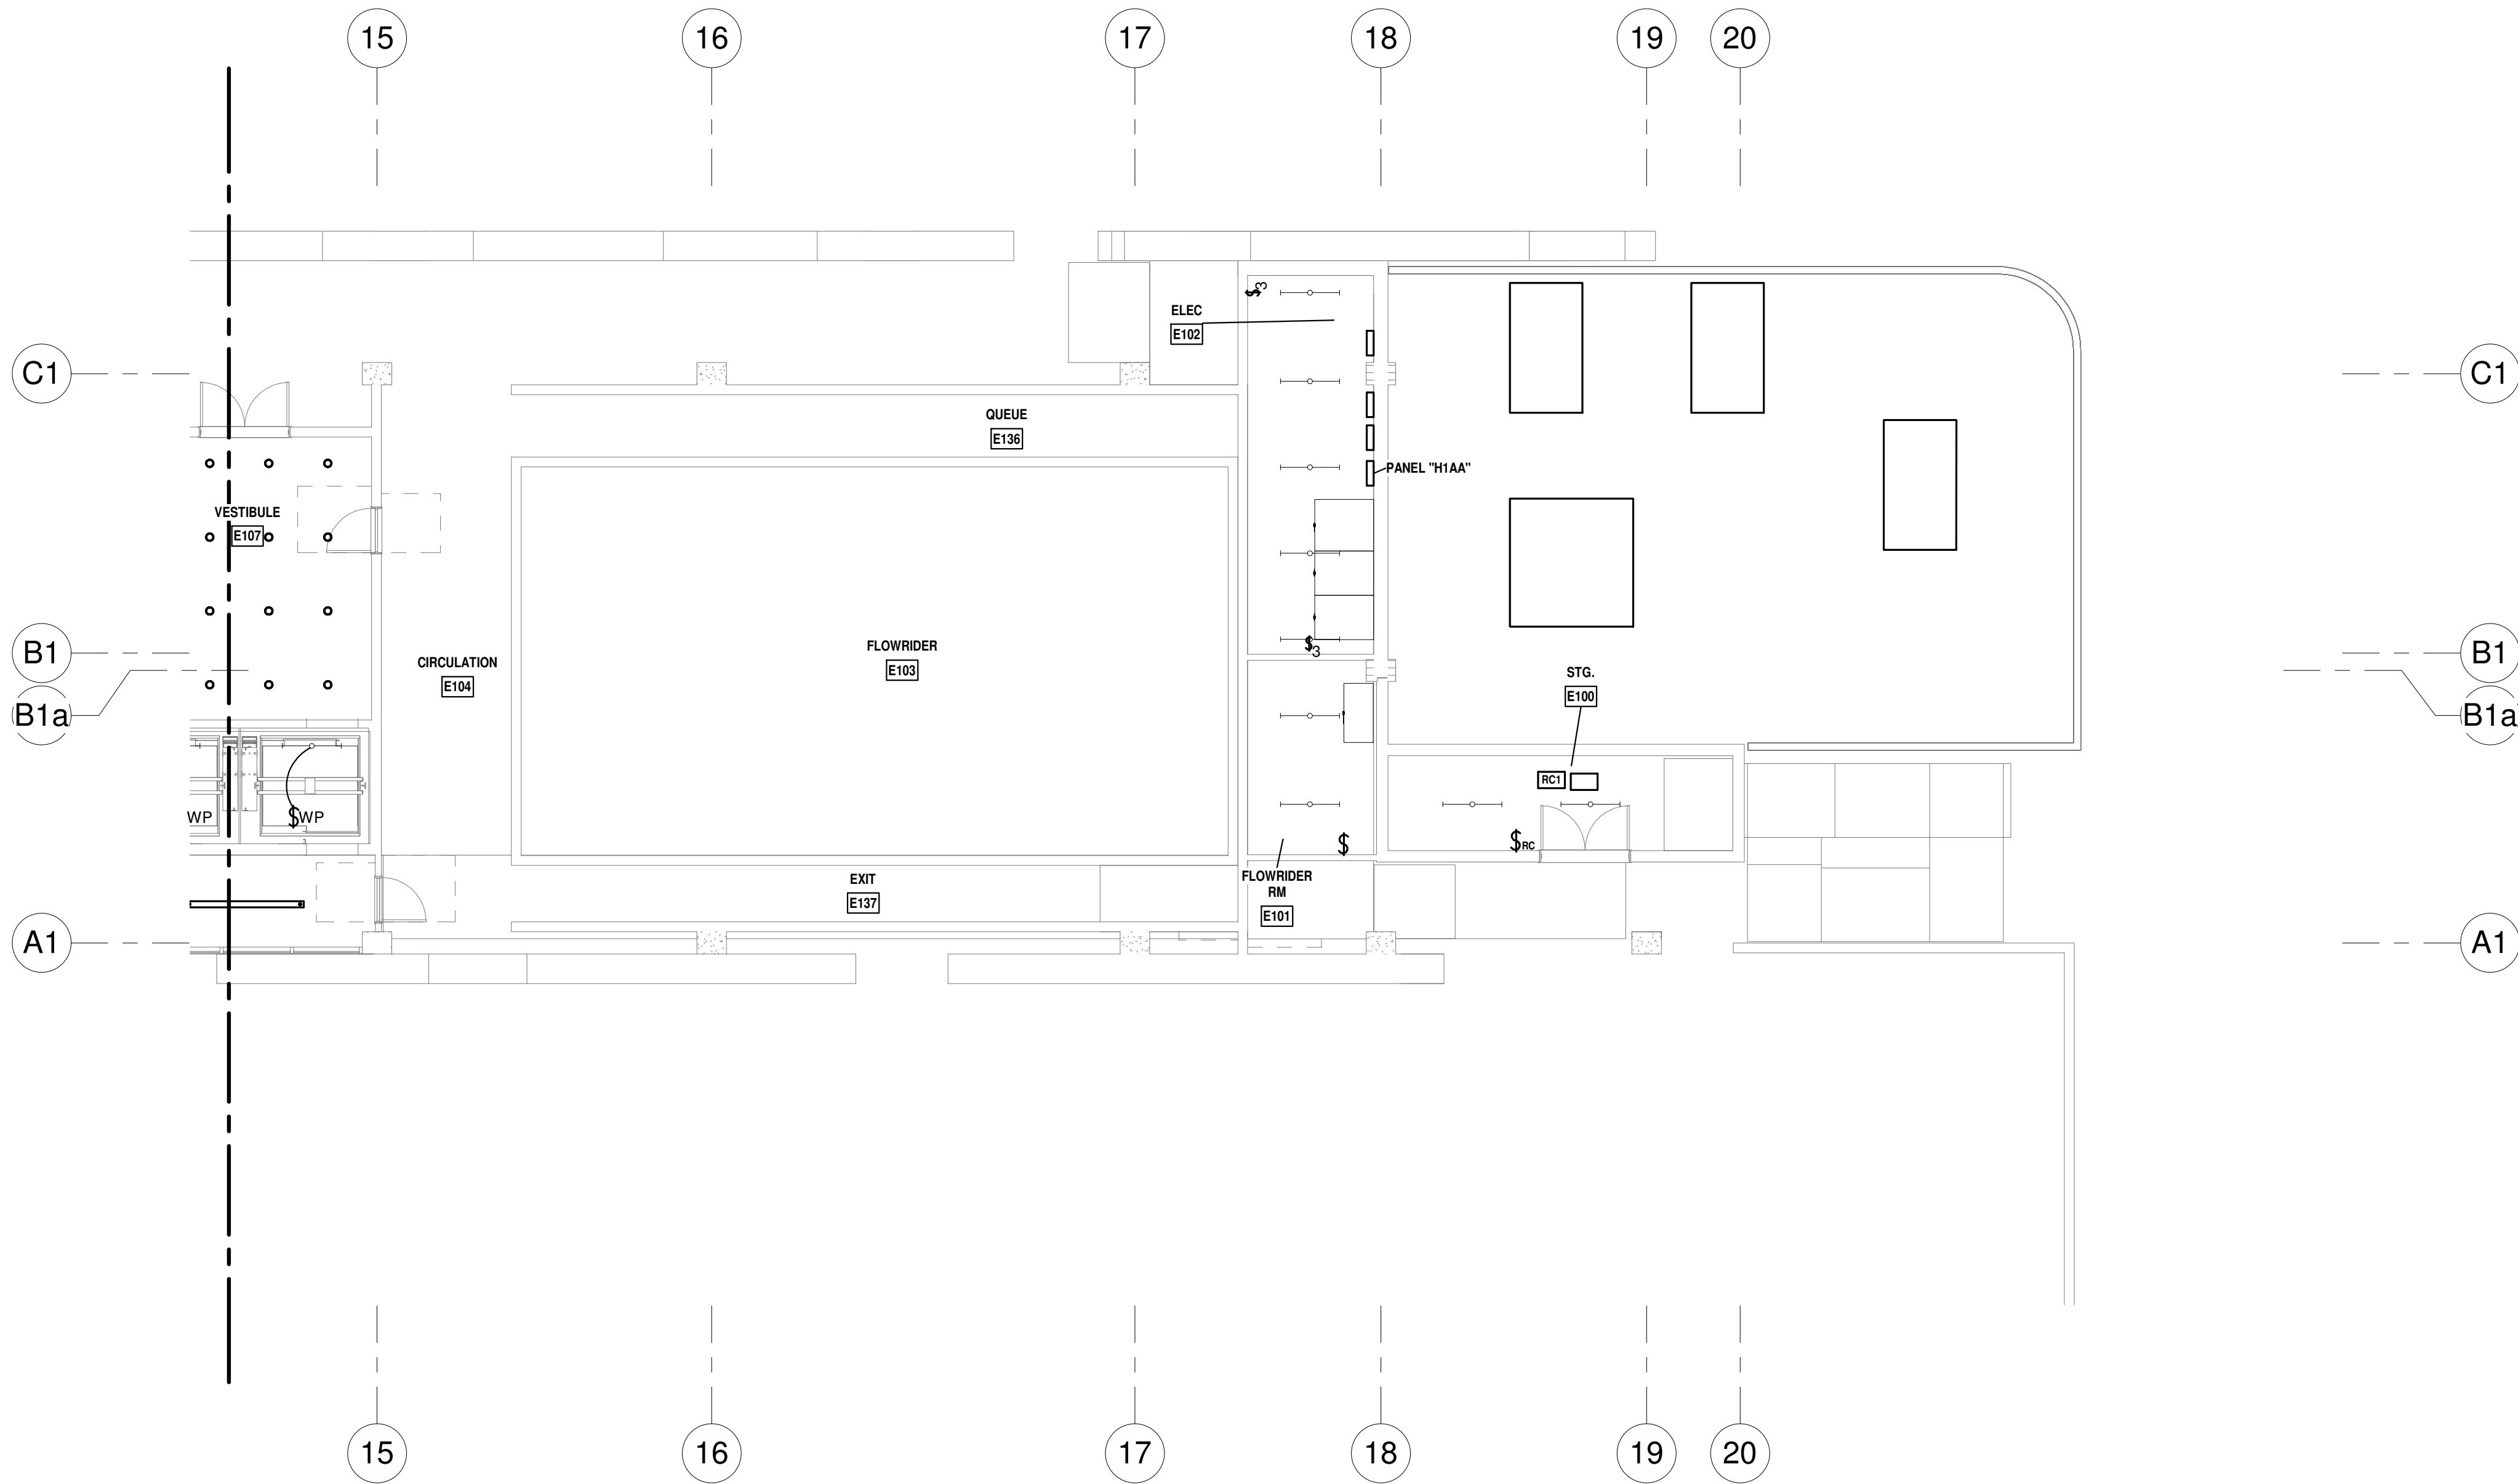 15
16
17
18
19
20
$3
ELEC
E102
C1
C1
QUEUE
E136
PANEL "H1AA"
VESTIBULE
E107
B1
FLOWRIDER
E103
$3
B1
CIRCULATION
E104
STG.
E100
B1a
B1a
RC1
WP
$WP
$
$RC
EXIT
E137
FLOWRIDER
RM
E101
A1
A1
15
16
17
18
19
20